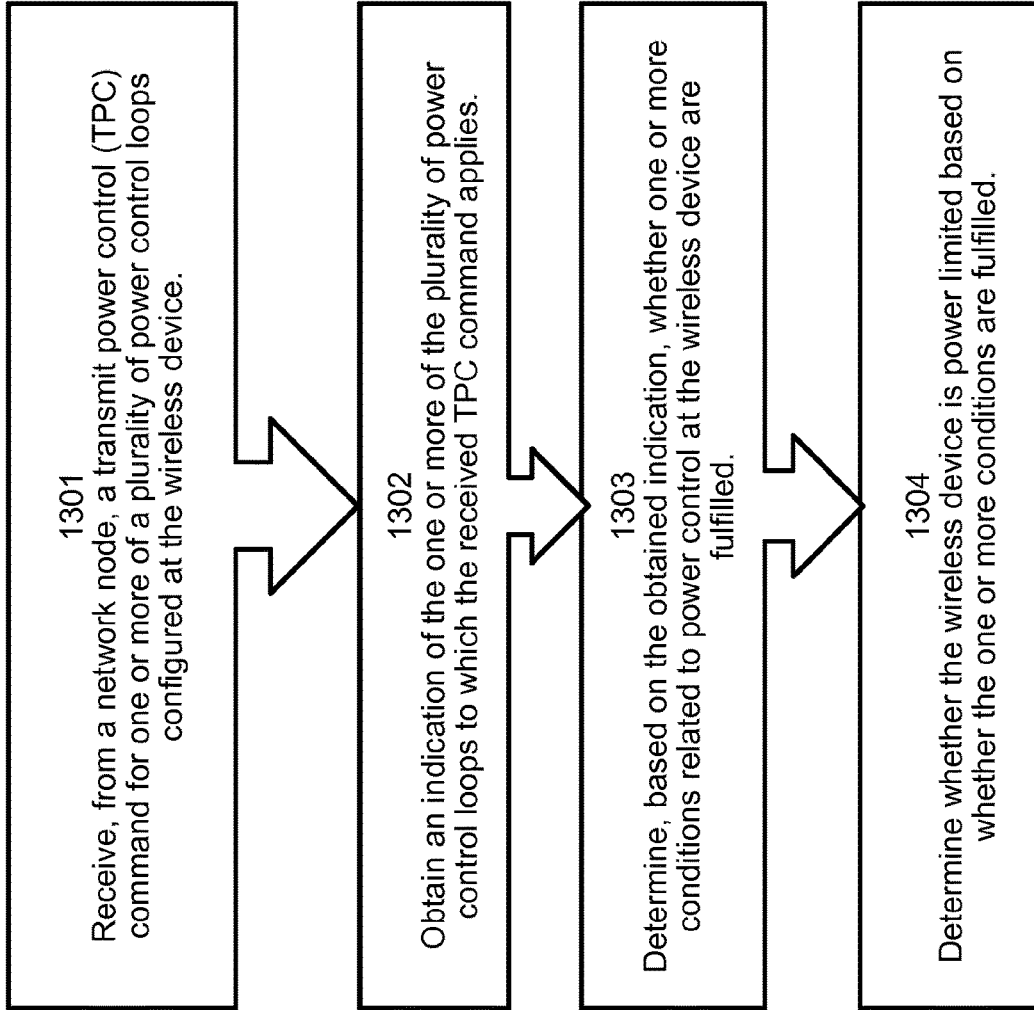 1301
Receive, from a network node, a transmit power control (TPC)
command for one or more of a plurality of power control loops
configured at the wireless device.
1302
Obtain an indication of the one or more of the plurality of power
control loops to which the received TPC command applies.
1303
Determine, based on the obtained indication, whether one or more
conditions related to power control at the wireless device are
fulfilled.
1304
Determine whether the wireless device is power limited based on
whether the one or more conditions are fulfilled.